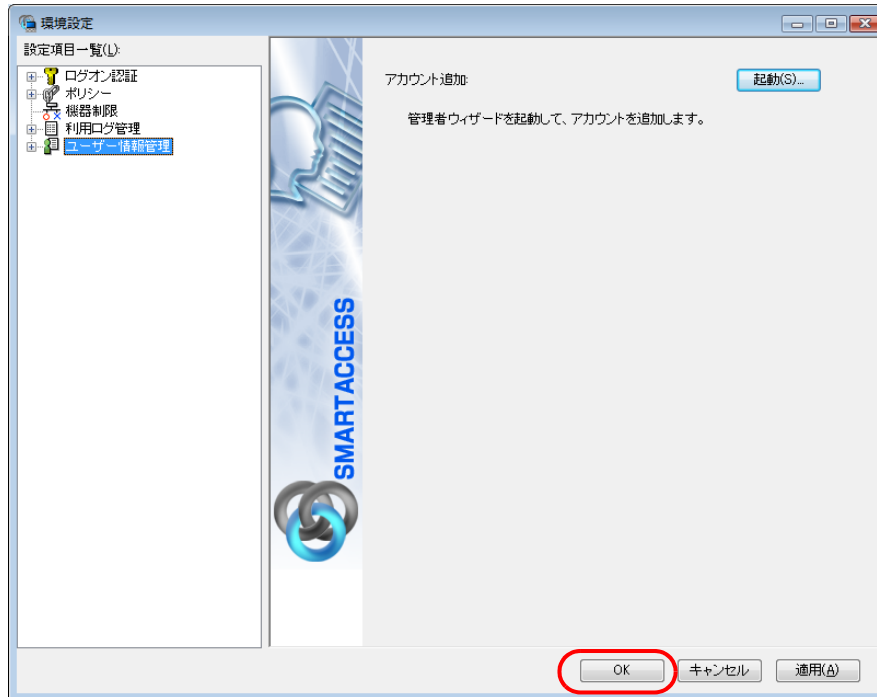 環境設定
設定項目一覧(L):
ログオン認証
ポリシー
機器制限
利用ログ管理
ユーザー情報管理
アカウント追加:
起動(S)...
管理者ウィザードを起動して、アカウントを追加します。
SMARTACCESS
OK
キャンセル
適用(A)